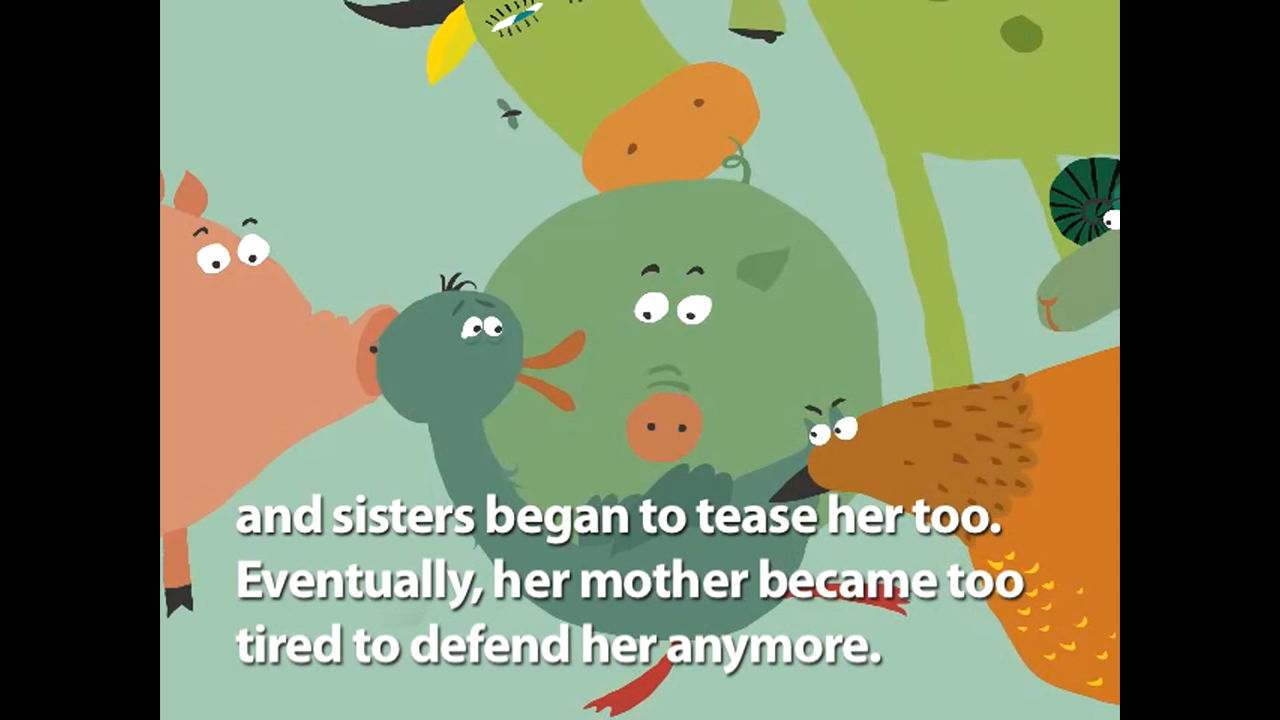 and sisters began to tease her too.
Eventually, her mother became too
tired to defend her anymore.